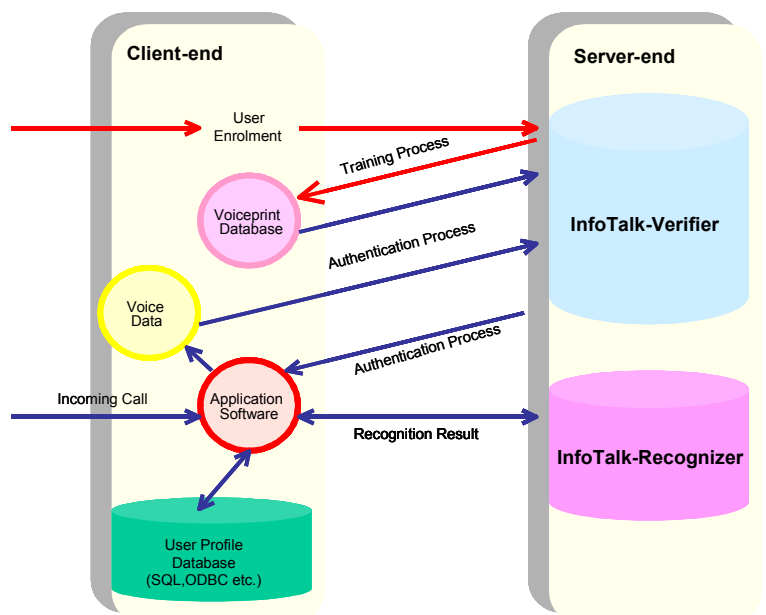 Client-end
Server-end
User
Enrolment
Training Process
Voiceprint
Database
InfoTalk-Verifier
Authentication Process
Voice
Data
Authentication Process
Incoming Call
Application
Software
Recognition Result
InfoTalk-Recognizer
User Profile
Database
(SQL,ODBC etc.)